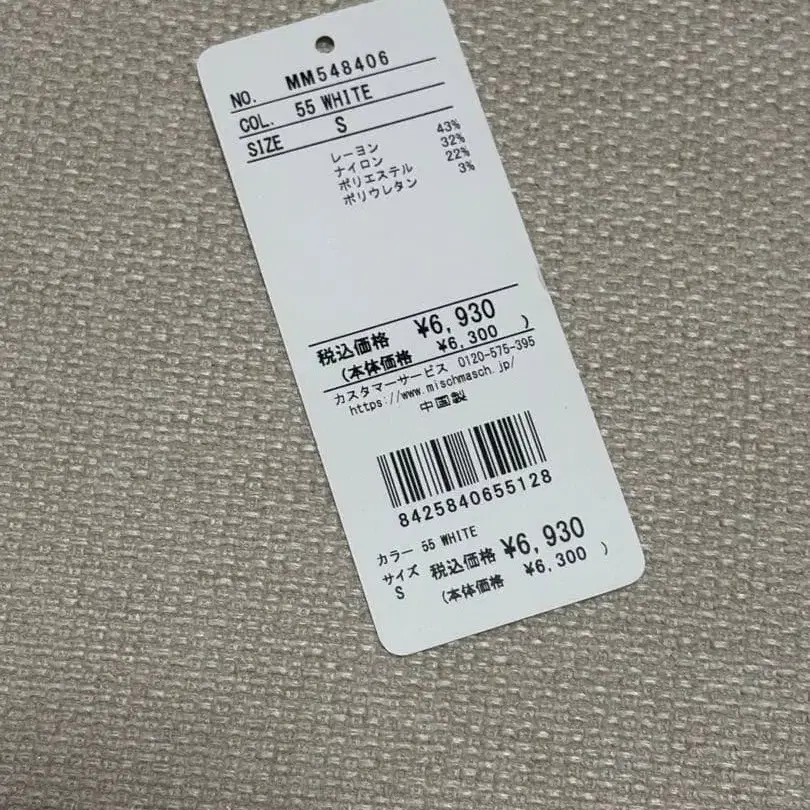 NO. MM548406
COL. 55 WHITE
SIZE S
レーヨン 43%
ナイロン 32%
ポリエステル 22%
ポリウレタン 3%
税込価格 ¥6,930
(本体価格 ¥6,300 )
カスタマーサービス 0120-575-395
https://www.mischmasch.jp/
中国製
8425840655128
カラー 55 WHITE
サイズ 税込価格 ¥6,930
S (本体価格 ¥6,300 )